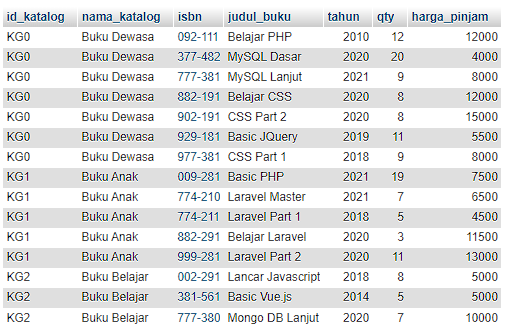 id_katalog nama_katalog isbn judul_buku tahun qty harga_pinjam
KG0 Buku Dewasa 092-111 Belajar PHP 2010 12 12000
KG0 Buku Dewasa 377-482 MySQL Dasar 2020 20 4000
KG0 Buku Dewasa 777-381 MySQL Lanjut 2021 9 8000
KG0 Buku Dewasa 882-191 Belajar CSS 2020 8 12000
KG0 Buku Dewasa 902-191 CSS Part 2 2020 8 15000
KG0 Buku Dewasa 929-181 Basic JQuery 2019 11 5500
KG0 Buku Dewasa 977-381 CSS Part 1 2018 9 8000
KG1 Buku Anak 009-281 Basic PHP 2021 19 7500
KG1 Buku Anak 774-210 Laravel Master 2021 7 6500
KG1 Buku Anak 774-211 Laravel Part 1 2018 5 4500
KG1 Buku Anak 882-291 Belajar Laravel 2020 3 11500
KG1 Buku Anak 999-281 Laravel Part 2 2020 11 13000
KG2 Buku Belajar 002-291 Lancar Javascript 2018 8 5000
KG2 Buku Belajar 381-561 Basic Vue.js 2014 5 5000
KG2 Buku Belajar 777-380 Mongo DB Lanjut 2020 7 10000